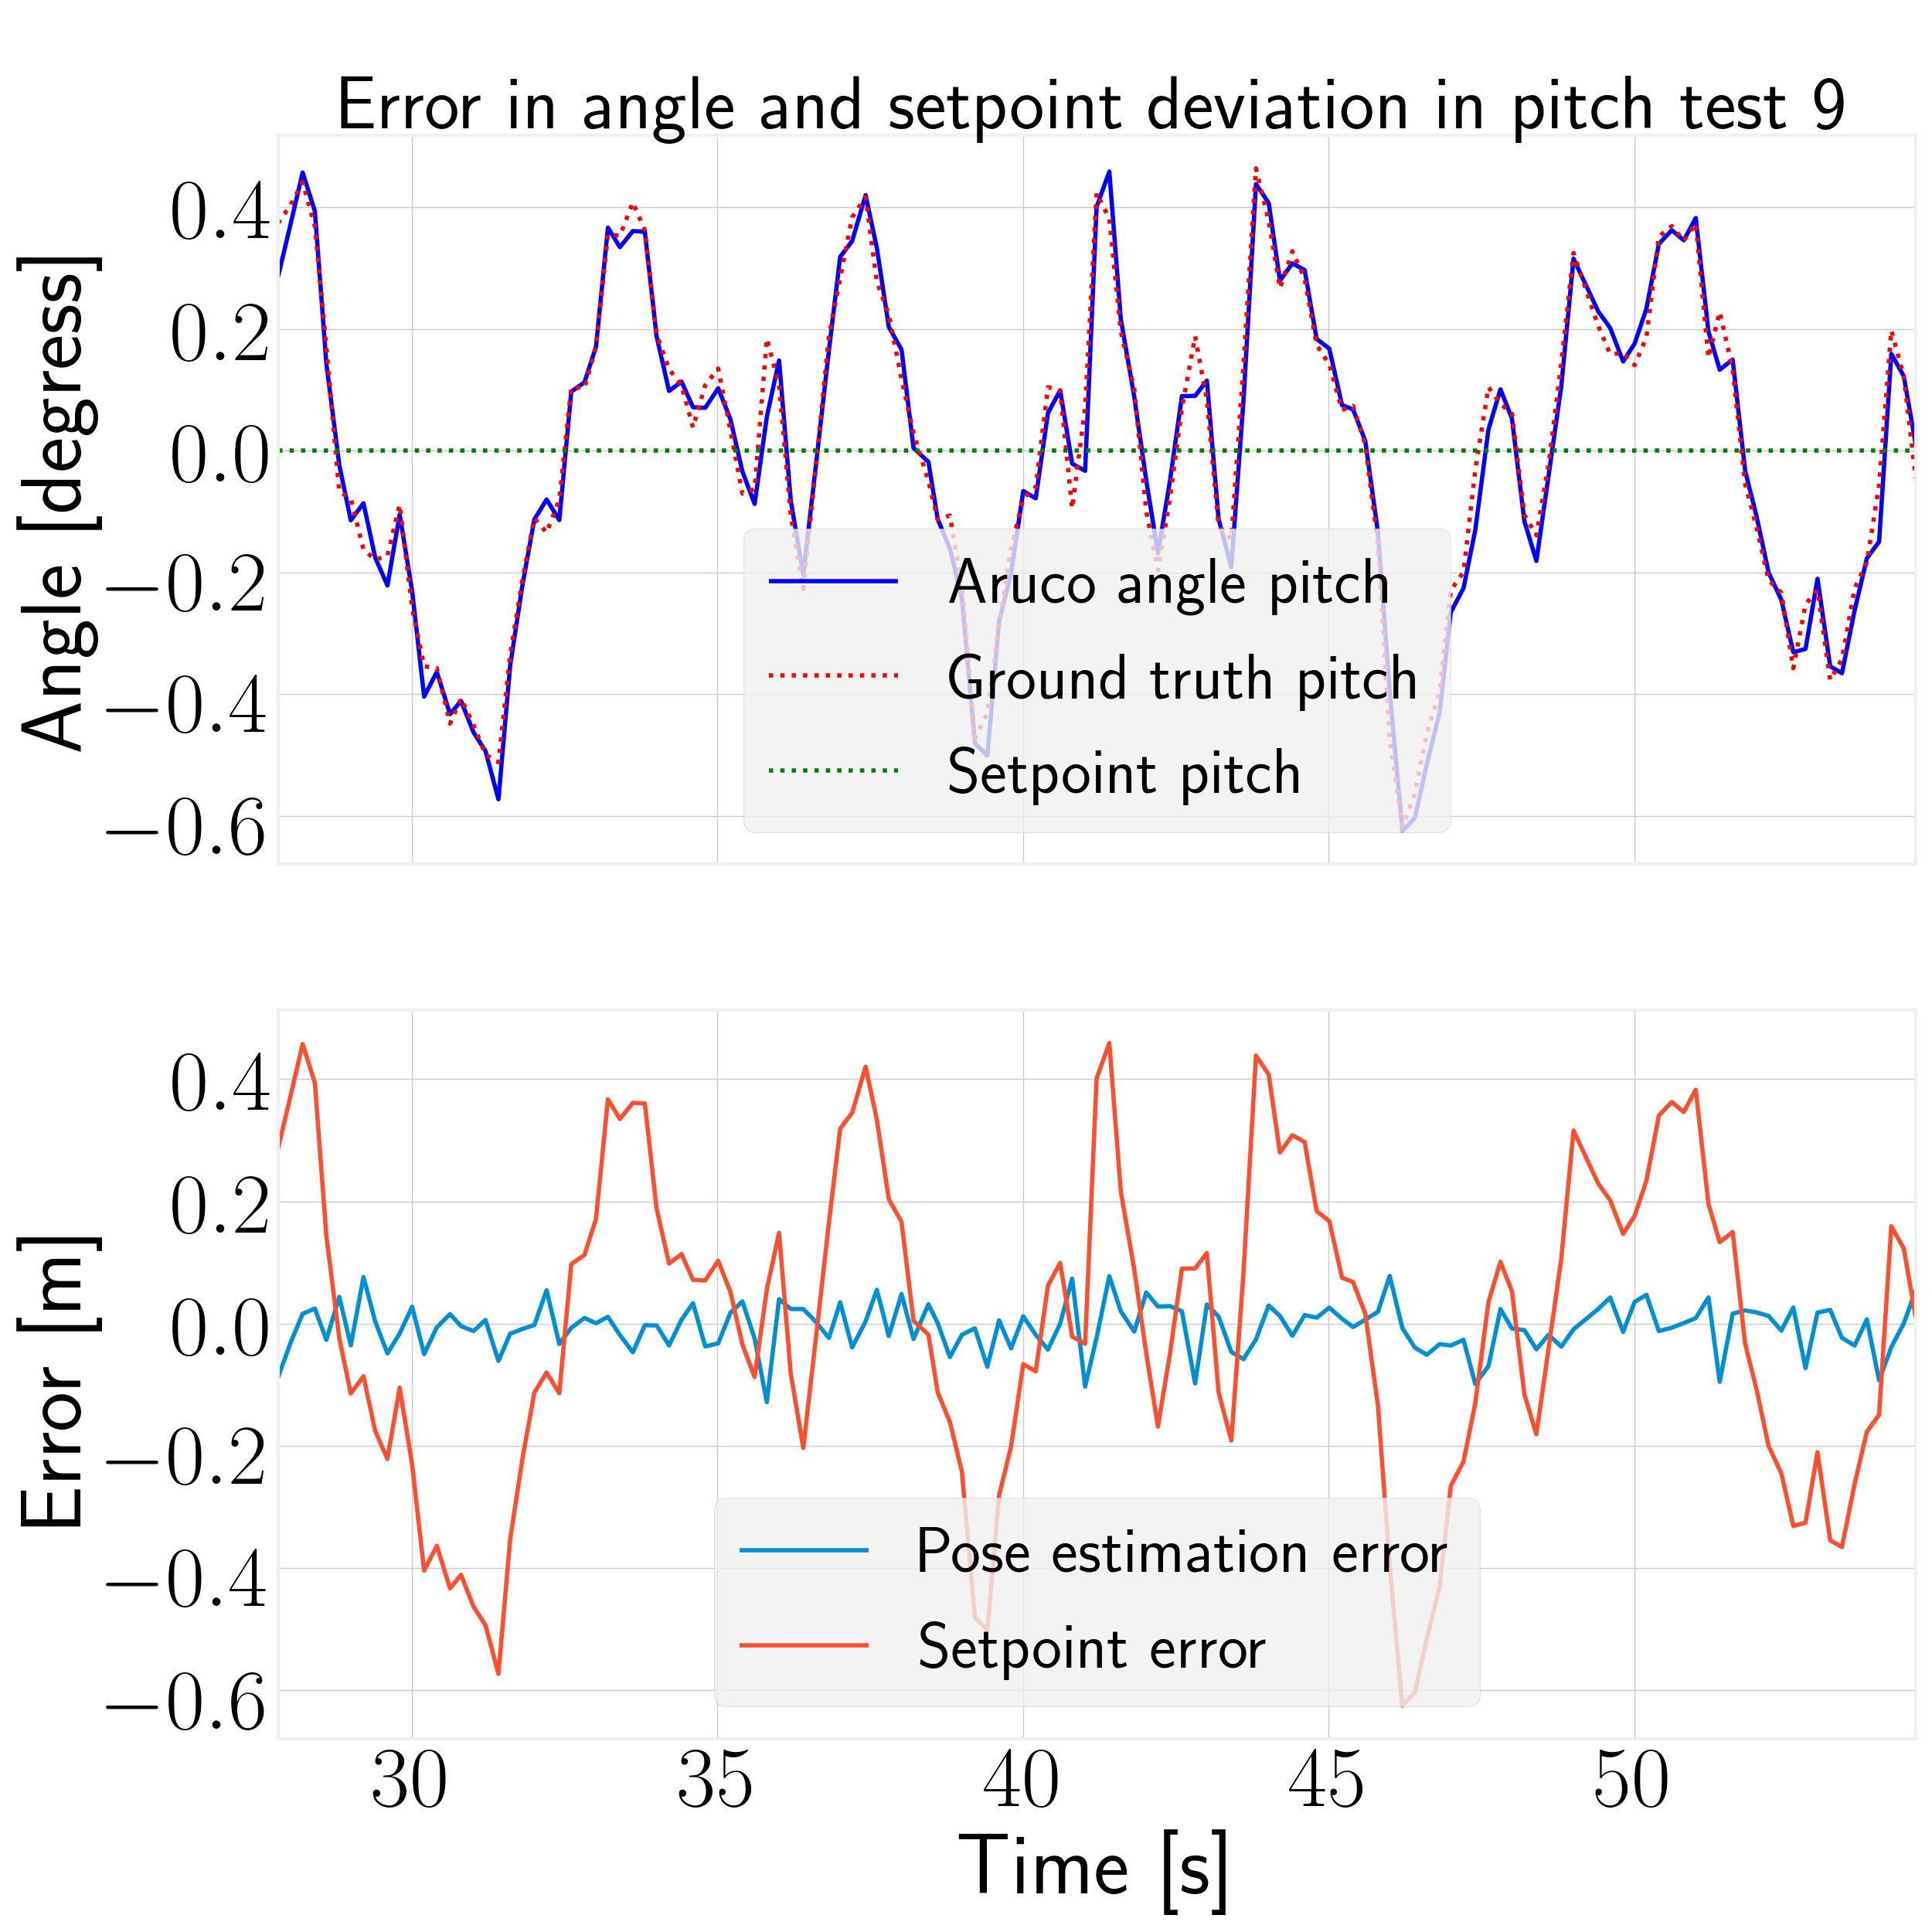 Error in angle and setpoint deviation in pitch test 9
Angle [degress]
0.4
0.2
0.0
−0.2
−0.4
−0.6
Aruco angle pitch
Ground truth pitch
Setpoint pitch
Error [m]
0.4
0.2
0.0
−0.2
−0.4
−0.6
Pose estimation error
Setpoint error
30 35 40 45 50
Time [s]